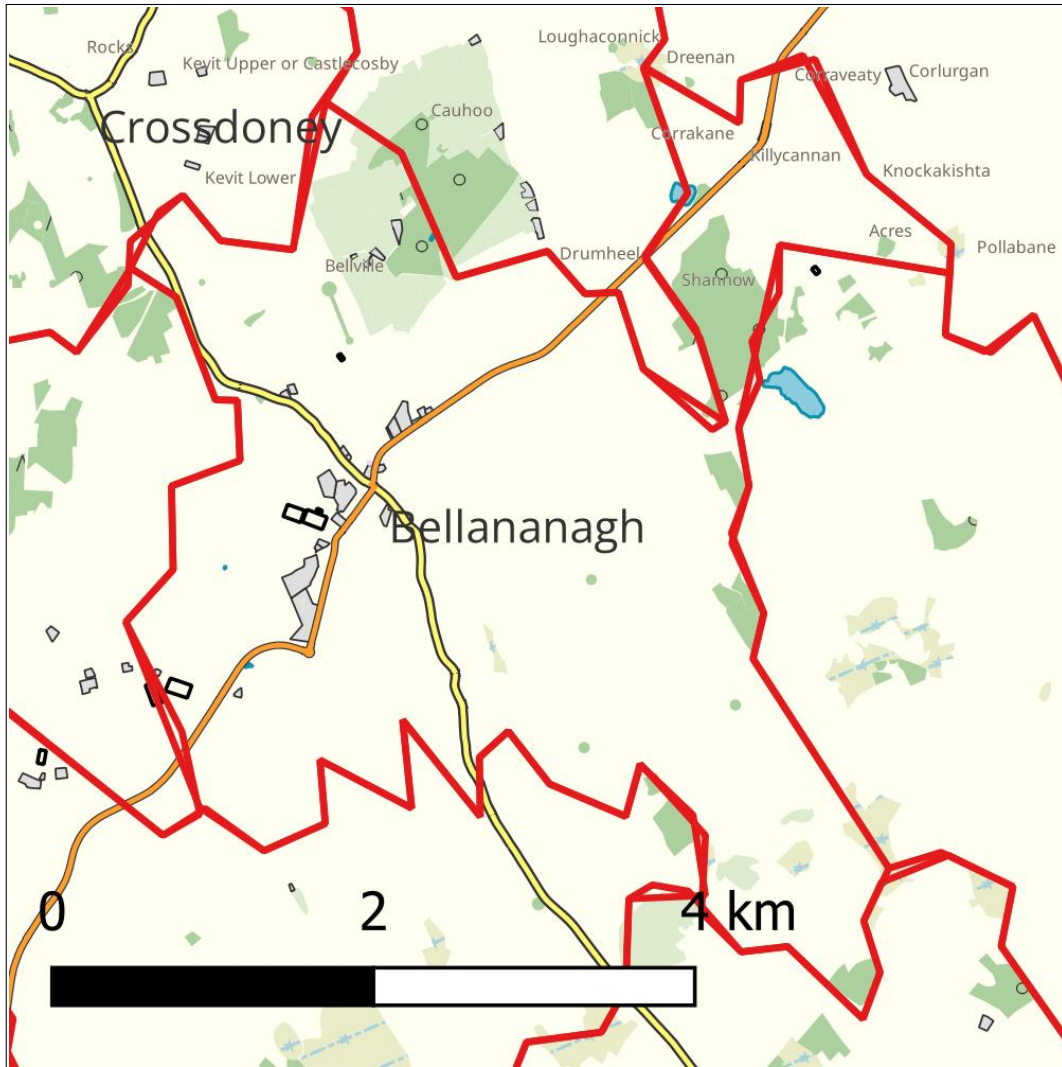 Rocks
Loughaconnick
Dreenan
Kevit Upper or Castlecosby
Corraveaty
Corlurgan
Cauhoo
Crossdoney
Corrakane
Killycannan
Kevit Lower
Knockakishta
Acres
Pollabane
Drumheel
Bellville
Shannow
Bellananagh
0 2 4 km